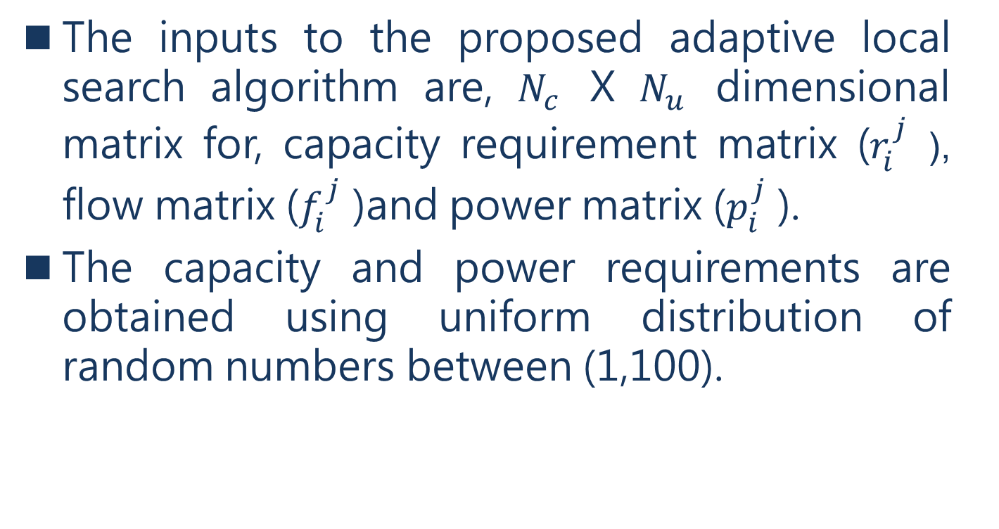 ■ The inputs to the proposed adaptive local
search algorithm are, $N_c$ X $N_u$ dimensional
matrix for, capacity requirement matrix ($r_i^j$ ),
flow matrix ($f_i^j$ )and power matrix ($p_i^j$ ).
■ The capacity and power requirements are
obtained using uniform distribution of
random numbers between (1,100).